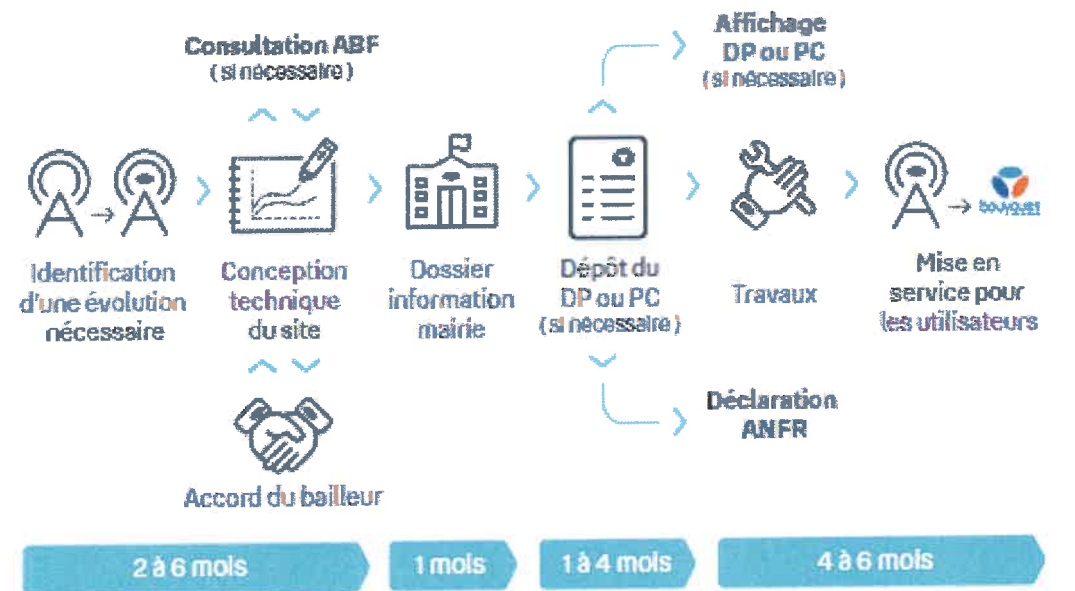 Consultation ABF
(si nécessaire)
Affichage
DP ou PC
(si nécessaire)
Identification
d'une évolution
nécessaire
Conception
technique
du site
Dossier
information
mairie
Dépôt du
DP ou PC
(si nécessaire)
Travaux
bouygues
Mise en
service pour
les utilisateurs
Accord du bailleur
Déclaration
ANFR
2 à 6 mois
1 mois
1 à 4 mois
4 à 6 mois